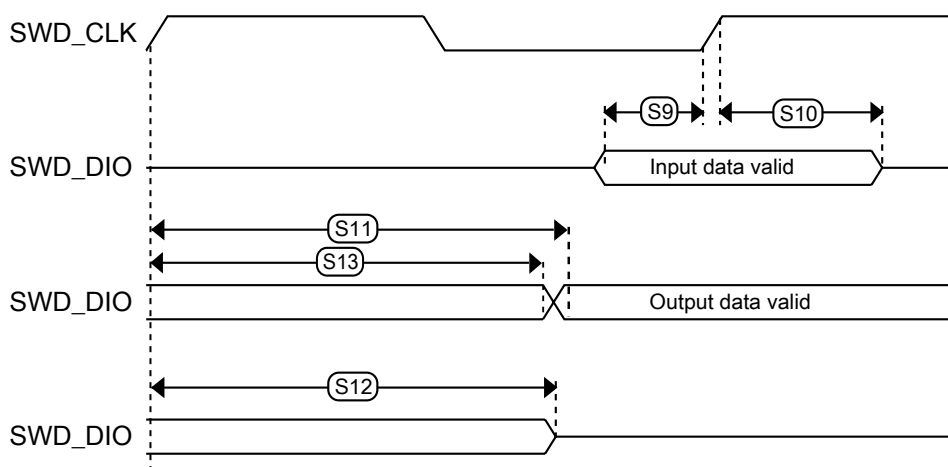 SWD_CLK
S9
S10
SWD_DIO
Input data valid
S11
S13
SWD_DIO
Output data valid
S12
SWD_DIO